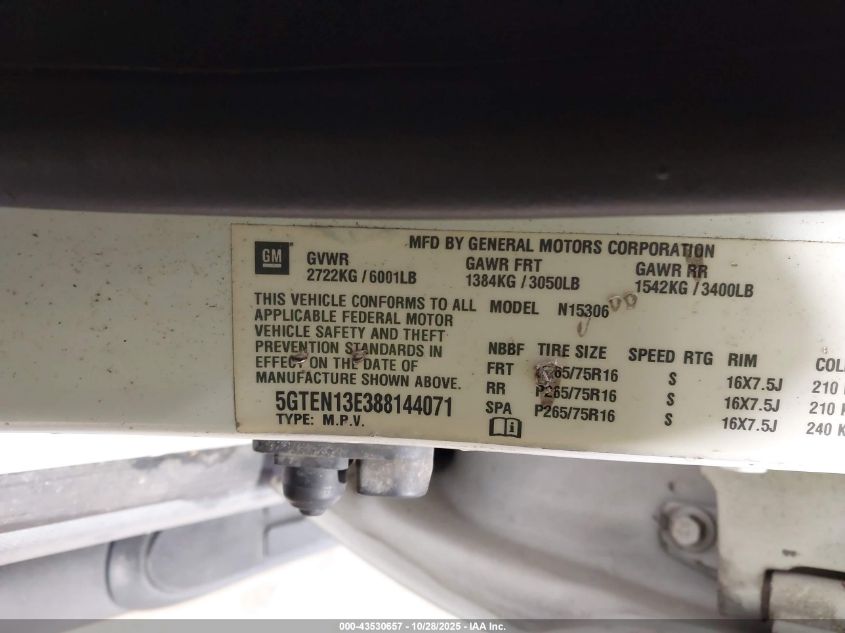 MFD BY GENERAL MOTORS CORPORATION
GM
GVWR GAWR FRT GAWR RR
2722KG / 6001LB 1384KG / 3050LB 1542KG / 3400LB
THIS VEHICLE CONFORMS TO ALL
APPLICABLE FEDERAL MOTOR
VEHICLE SAFETY AND THEFT
PREVENTION STANDARDS IN
EFFECT ON THE DATE OF
MANUFACTURE SHOWN ABOVE.
5GTEN13E388144071
TYPE: M.P.V.
MODEL N15306
NBBF TIRE SIZE SPEED RTG RIM COL
FRT P265/75R16 S 16X7.5J 210
RR P265/75R16 S 16X7.5J 210 K
SPA P265/75R16 S 16X7.5J 240 K
000-43530657 - 10/28/2025 - IAA Inc.